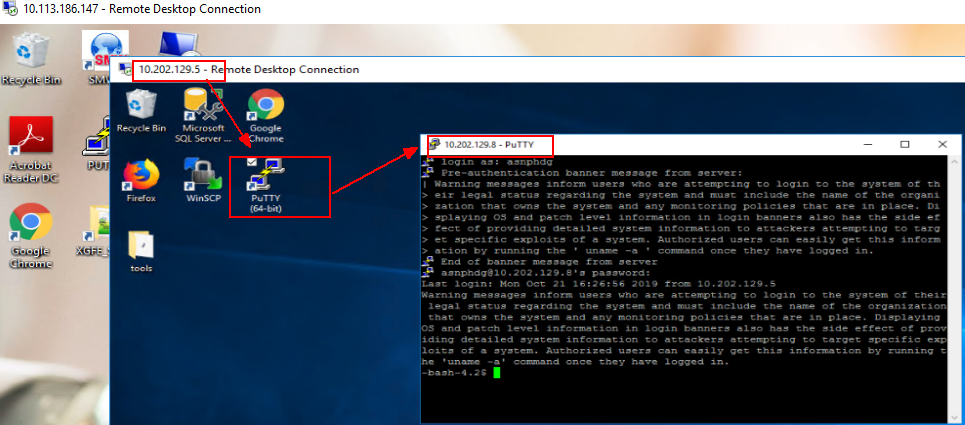 10.113.186.147 - Remote Desktop Connection
Recycle Bin
Acrobat
Reader DC
Google
Chrome
10.202.129.5 - Remote Desktop Connection
Recycle Bin
Microsoft
SQL Server ...
Google
Chrome
Firefox
WinSCP
PuTTY
(64-bit)
tools
10.202.129.8 - PuTTY
login as: asnphdg
Pre-authentication banner message from server:
| Warning messages inform users who are attempting to login to the system of th
> eir legal status regarding the system and must include the name of the organi
> zation that owns the system and any monitoring policies that are in place. Di
> splaying OS and patch level information in login banners also has the side ef
> fect of providing detailed system information to attackers attempting to targ
> et specific exploits of a system. Authorized users can easily get this inform
> ation by running the ' uname -a ' command once they have logged in.
End of banner message from server
asnphdg@10.202.129.8's password:
Last login: Mon Oct 21 16:26:56 2019 from 10.202.129.5
Warning messages inform users who are attempting to login to the system of their
legal status regarding the system and must include the name of the organization
that owns the system and any monitoring policies that are in place. Displaying
OS and patch level information in login banners also has the side effect of prov
iding detailed system information to attackers attempting to target specific exp
loits of a system. Authorized users can easily get this information by running t
he 'uname -a' command once they have logged in.
-bash-4.2$